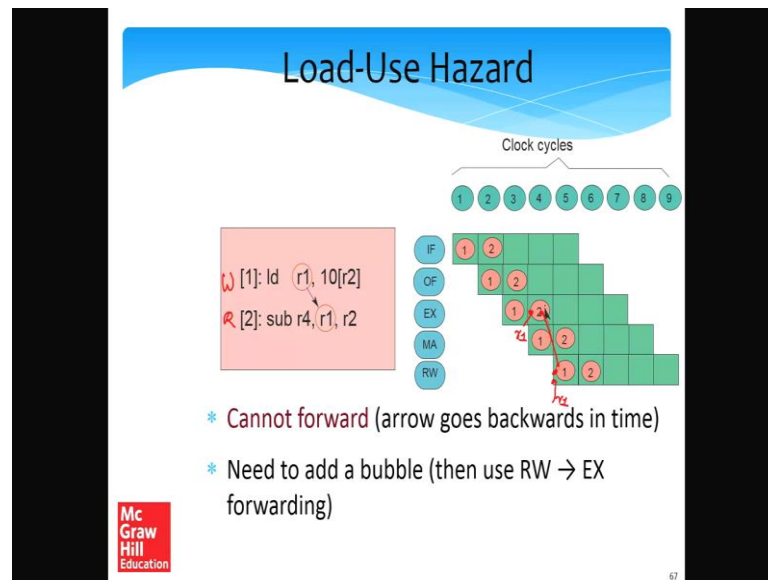 Load-Use Hazard
Clock cycles
1 2 3 4 5 6 7 8 9
W [1]: ld r1, 10[r2]
R [2]: sub r4, r1, r2
IF 1 2
OF 1 2
EX 1 2
r1
MA 1 2
RW 1 2
r1
* Cannot forward (arrow goes backwards in time)
* Need to add a bubble (then use RW → EX
forwarding)
Mc
Graw
Hill
Education
67